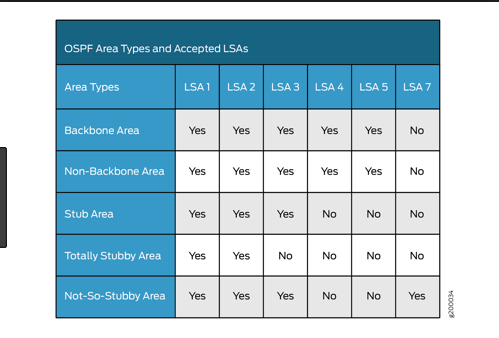 OSPF Area Types and Accepted LSAs
Area Types LSA 1 LSA 2 LSA 3 LSA 4 LSA 5 LSA 7
Backbone Area Yes Yes Yes Yes Yes No
Non-Backbone Area Yes Yes Yes Yes Yes No
Stub Area Yes Yes Yes No No No
Totally Stubby Area Yes Yes No No No No
Not-So-Stubby Area Yes Yes Yes No No Yes
g200034